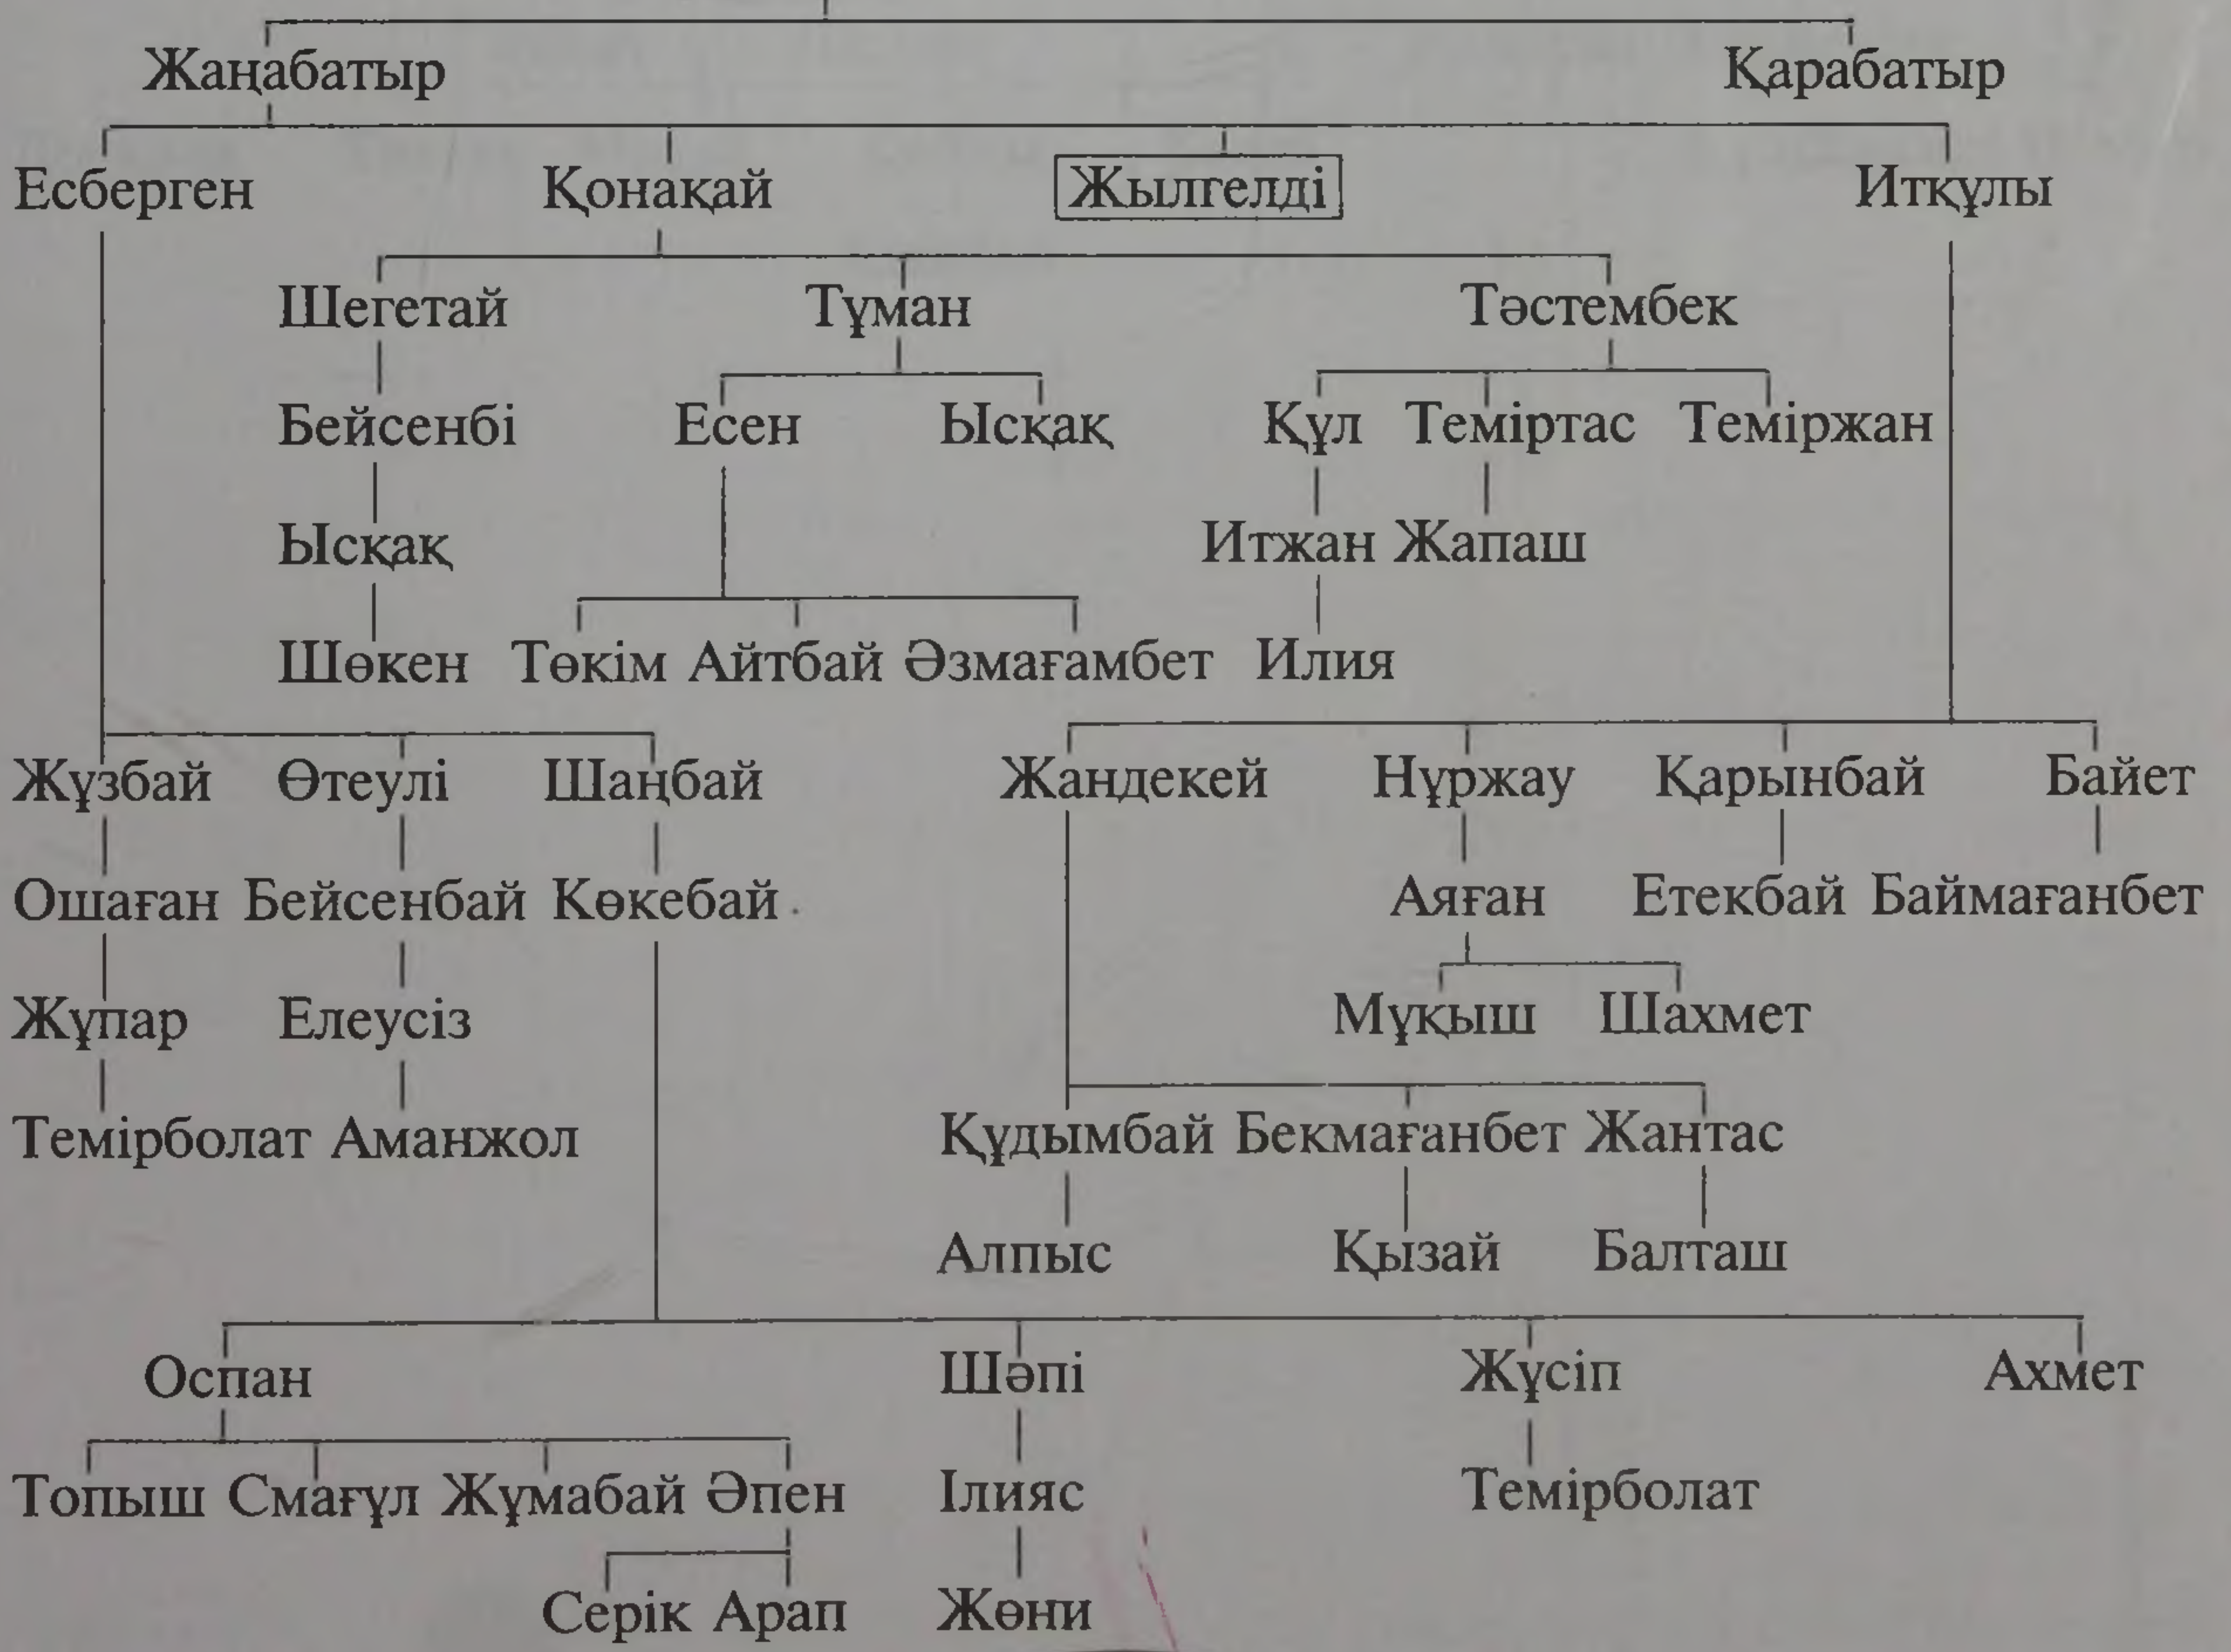 Жаңабатыр Қарабатыр
Есберген Қонақай Жылгелді Итқұлы
Шегетай Тұман Тәстембек
Бейсенбі Есен Ысқақ Құл Теміртас Теміржан
Ысқақ Итжан Жапаш
Шөкен Төкім Айтбай Әзмағамбет Илия
Жұзбай Өтеулі Шаңбай Жандекей Нұржау Қарынбай Байет
Ошаған Бейсенбай Көкебай Аяған Етекбай Баймағанбет
Жұпар Елеусіз Мұқыш Шахмет
Темірболат Аманжол Құдымбай Бекмағанбет Жантас
Алпыс Қызай Балташ
Оспан Шәпі Жұсіп Ахмет
Топыш Смағұл Жұмабай Әпен Ілияс Темірболат
Серік Арап Жөни